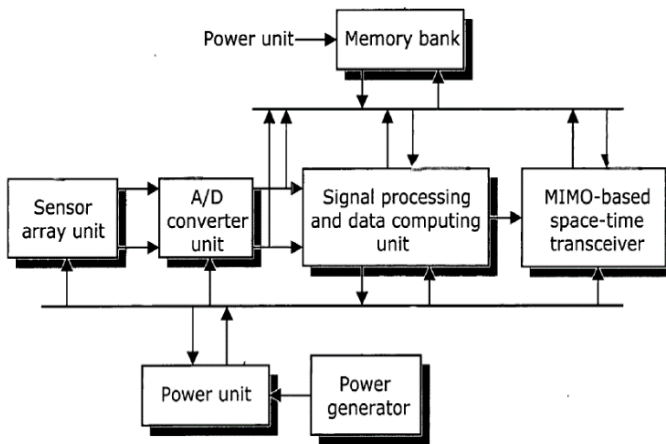 Power unit
Memory bank
Sensor
array unit
A/D
converter
unit
Signal processing
and data computing
unit
MIMO-based
space-time
transceiver
Power unit
Power
generator